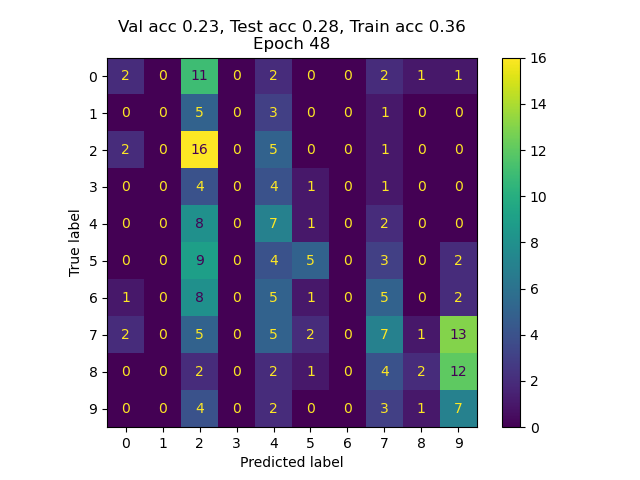 Val acc 0.23, Test acc 0.28, Train acc 0.36
Epoch 48
0 2 0 11 0 2 0 0 2 1 1
1 0 0 5 0 3 0 0 1 0 0
2 2 0 16 0 5 0 0 1 0 0
3 0 0 4 0 4 1 0 1 0 0
4 0 0 8 0 7 1 0 2 0 0
5 0 0 9 0 4 5 0 3 0 2
6 1 0 8 0 5 1 0 5 0 2
7 2 0 5 0 5 2 0 7 1 13
8 0 0 2 0 2 1 0 4 2 12
9 0 0 4 0 2 0 0 3 1 7
0 1 2 3 4 5 6 7 8 9
Predicted label
True label
16
14
12
10
8
6
4
2
0